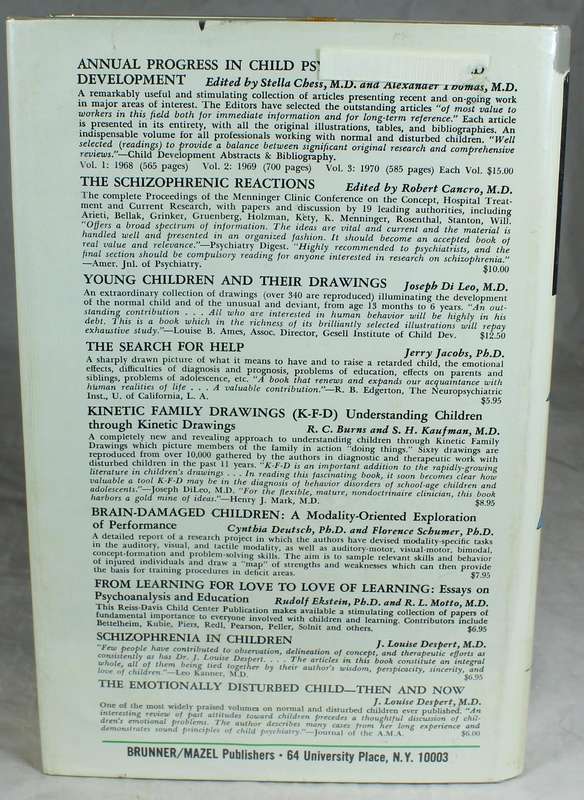 ANNUAL PROGRESS IN CHILD
DEVELOPMENT Edited by Stella Chess, M.D. and Alexander Thomas, M.D.
A remarkably useful and stimulating collection of articles presenting recent and on-going work
in major areas of interest. The Editors have selected the outstanding articles "of most value to
workers in this field both for immediate information and for long-term reference." Each article
is presented in its entirety, with all the original illustrations, tables, and bibliographies. An
indispensable volume for all professionals working with normal and disturbed children. "Well
selected (readings) to provide a balance between significant original research and comprehensive
reviews."—Child Development Abstracts & Bibliography.
Vol. 1: 1968 (565 pages) Vol. 2: 1969 (700 pages) Vol. 3: 1970 (585 pages) Each Vol. $15.00
THE SCHIZOPHRENIC REACTIONS Edited by Robert Cancro, M.D.
The complete Proceedings of the Menninger Clinic Conference on the Concept, Hospital Treat-
ment and Current Research, with papers and discussion by 19 leading authorities, including
Arieti, Bellak, Grinker, Gruenberg, Holzman, Kety, K. Menninger, Rosenthal, Stanton, Will.
"Offers a broad spectrum of information. The ideas are vital and current and the material is
handled well and presented in an organized fashion. It should become an accepted book of
real value and relevance."—Psychiatry Digest. "Highly recommended to psychiatrists, and the
final section should be compulsory reading for anyone interested in research on schizophrenia."
—Amer. Jnl. of Psychiatry. $10.00
YOUNG CHILDREN AND THEIR DRAWINGS Joseph Di Leo, M.D.
An extraordinary collection of drawings (over 340 are reproduced) illuminating the development
of the normal child and of the unusual and deviant, from age 13 months to 6 years. "An out-
standing contribution . . . All who are interested in human behavior will be highly in his
debt. This is a book which in the richness of its brilliantly selected illustrations will repay
exhaustive study."—Louise B. Ames, Assoc. Director, Gesell Institute of Child Dev. $12.50
THE SEARCH FOR HELP Jerry Jacobs, Ph.D.
A sharply drawn picture of what it means to have and to raise a retarded child, the emotional
effects, difficulties of diagnosis and prognosis, problems of education, effects on parents and
siblings, problems of adolescence, etc. "A book that renews and expands our acquaintance with
human realities of life . . . A valuable contribution."—R. B. Edgerton, The Neuropsychiatric
Inst., U. of California, L. A. $5.95
KINETIC FAMILY DRAWINGS (K-F-D) Understanding Children
through Kinetic Drawings R. C. Burns and S. H. Kaufman, M.D.
A completely new and revealing approach to understanding children through Kinetic Family
Drawings which picture members of the family in action "doing things." Sixty drawings are
reproduced from over 10,000 gathered by the authors in diagnostic and therapeutic work with
disturbed children in the past 11 years. "K-F-D is an important addition to the rapidly-growing
literature in children's drawings . . . In reading this fascinating book, it soon becomes clear how
valuable a tool K-F-D may be in the diagnosis of behavior disorders of school-age children and
adolescents."—Joseph DiLeo, M.D. "For the flexible, mature, nondoctrinaire clinician, this book
harbors a gold mine of ideas."—Henry J. Mark, M.D. $8.95
BRAIN-DAMAGED CHILDREN: A Modality-Oriented Exploration
of Performance Cynthia Deutsch, Ph.D. and Florence Schumer, Ph.D.
A detailed report of a research project in which the authors have devised modality-specific tasks
in the auditory, visual, and tactile modality, as well as auditory-motor, visual-motor, bimodal,
concept-formation and problem-solving skills. The aim is to sample relevant skills and behavior
of injured individuals and draw a "map" of strengths and weaknesses which can then provide
the basis for training procedures in deficit areas. $7.95
FROM LEARNING FOR LOVE TO LOVE OF LEARNING: Essays on
Psychoanalysis and Education Rudolf Ekstein, Ph.D. and R. L. Motto, M.D.
This Reiss-Davis Child Center Publication makes available a stimulating collection of papers of
fundamental importance to everyone involved with children and learning. Contributors include
Bettelheim, Kubie, Piers, Redl, Pearson, Peller, Solnit and others. $6.95
SCHIZOPHRENIA IN CHILDREN J. Louise Despert, M.D.
"Few people have contributed to observation, delineation of concept, and therapeutic efforts as
consistently as has Dr. J. Louise Despert. . . . The articles in this book constitute an integral
whole, all of them being tied together by their author's wisdom, perspicacity, sincerity, and
love of children."—Leo Kanner, M.D. $6.95
THE EMOTIONALLY DISTURBED CHILD—THEN AND NOW
J. Louise Despert, M.D.
One of the most widely praised volumes on normal and disturbed children ever published. "An
interesting review of past attitudes toward children precedes a thoughtful discussion of chil-
dren's emotional problems. The author describes many cases from her long experience and
demonstrates sound principles of child psychiatry."—Journal of the A.M.A. $6.00
BRUNNER/MAZEL Publishers • 64 University Place, N.Y. 10003